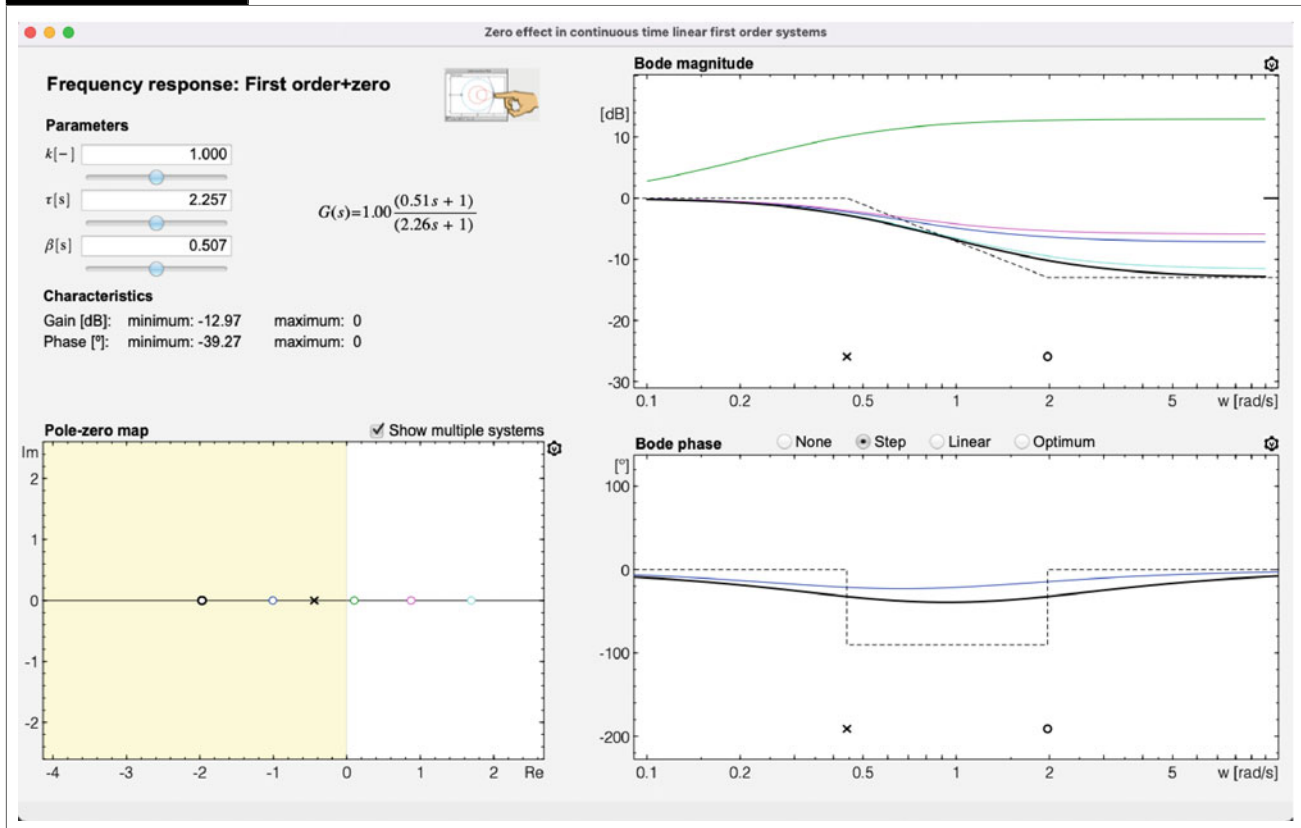 Zero effect in continuous time linear first order systems
Frequency response: First order+zero
Parameters
k[−] 1.000
τ[s] 2.257
β[s] 0.507
G(s)=1.00 (0.51s + 1)
(2.26s + 1)
Characteristics
Gain [dB]: minimum: -12.97 maximum: 0
Phase [º]: minimum: -39.27 maximum: 0
Bode magnitude
[dB]
10
0
-10
-20
-30
0.1 0.2 0.5 1 2 5 w [rad/s]
Pole-zero map Show multiple systems
Im
2
1
0
-1
-2
-4 -3 -2 -1 0 1 2 Re
Bode phase None Step Linear Optimum
[º]
100
0
-100
-200
0.1 0.2 0.5 1 2 5 w [rad/s]